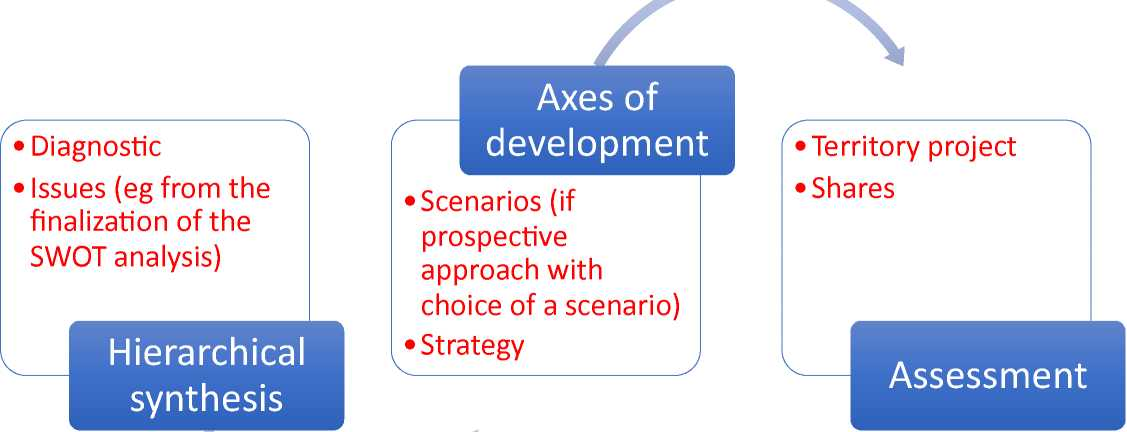 • Diagnostic
• Issues (eg from the
finalization of the
SWOT analysis)
Hierarchical
synthesis
Axes of
development
• Scenarios (if
prospective
approach with
choice of a scenario)
• Strategy
• Territory project
• Shares
Assessment